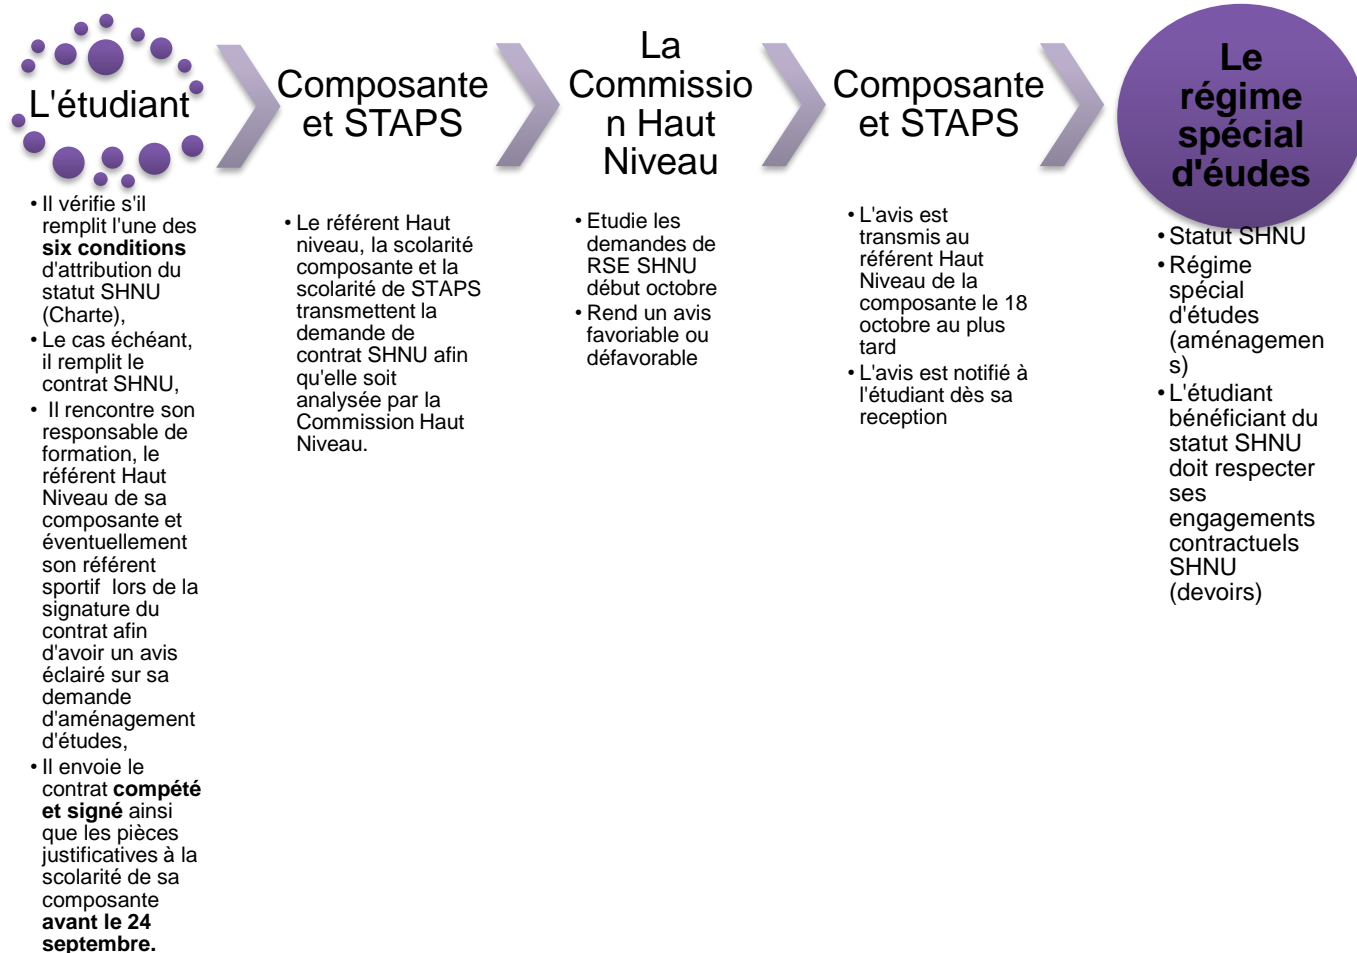 L'étudiant
• Il vérifie s'il
remplit l'une des
six conditions
d'attribution du
statut SHNU
(Charte),
• Le cas échéant,
il remplit le
contrat SHNU,
• Il rencontre son
responsable de
formation, le
référent Haut
Niveau de sa
composante et
éventuellement
son référent
sportif lors de la
signature du
contrat afin
d'avoir un avis
éclairé sur sa
demande
d'aménagement
d'études,
• Il envoie le
contrat compété
et signé ainsi
que les pièces
justificatives à la
scolarité de sa
composante
avant le 24
septembre.
Composante
et STAPS
• Le référent Haut
niveau, la scolarité
composante et la
scolarité de STAPS
transmettent la
demande de
contrat SHNU afin
qu'elle soit
analysée par la
Commission Haut
Niveau.
La
Commissio
n Haut
Niveau
• Etudie les
demandes de
RSE SHNU
début octobre
• Rend un avis
favoriable ou
défavorable
Composante
et STAPS
• L'avis est
transmis au
référent Haut
Niveau de la
composante le 18
octobre au plus
tard
• L'avis est notifié à
l'étudiant dès sa
reception
Le
régime
spécial
d'éudes
• Statut SHNU
• Régime
spécial
d'études
(aménagemen
s)
• L'étudiant
bénéficiant du
statut SHNU
doit respecter
ses
engagements
contractuels
SHNU
(devoirs)